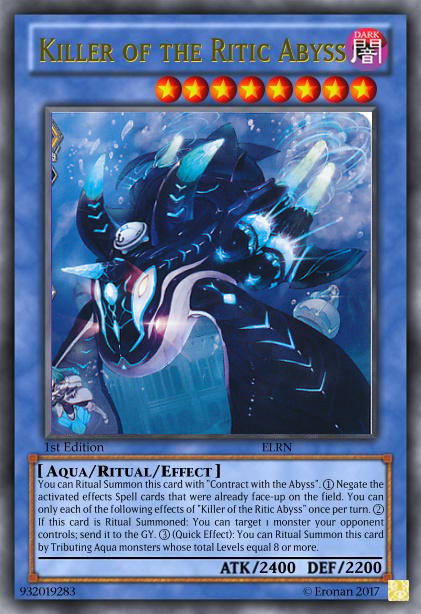 KILLER OF THE RITIC ABYSS
DARK
闇
1st Edition ELRN
[ AQUA/RITUAL/EFFECT ]
You can Ritual Summon this card with "Contract with the Abyss". ① Negate the
activated effects Spell cards that were already face-up on the field. You can
only each of the following effects of "Killer of the Ritic Abyss" once per turn. ②
If this card is Ritual Summoned: You can target 1 monster your opponent
controls; send it to the GY. ③ (Quick Effect): You can Ritual Summon this card
by Tributing Aqua monsters whose total Levels equal 8 or more.
ATK/2400 DEF/2200
932019283 © Eronan 2017